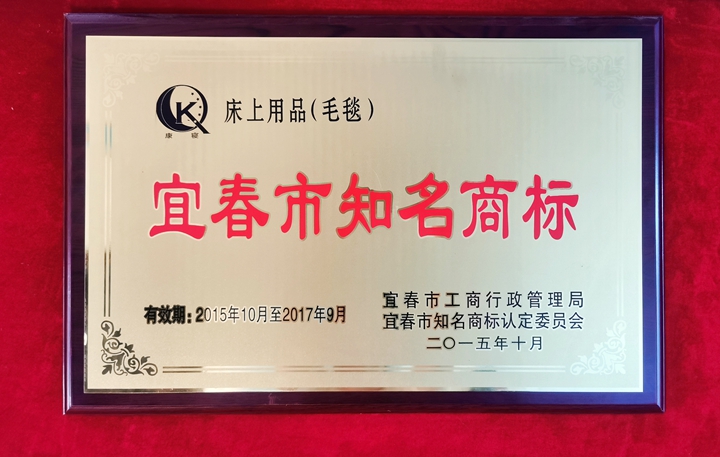 K
床上用品(毛毯)
康寝
宜春市知名商标
有效期:2015年10月至2017年9月
宜春市工商行政管理局
宜春市知名商标认定委员会
二〇一五年十月